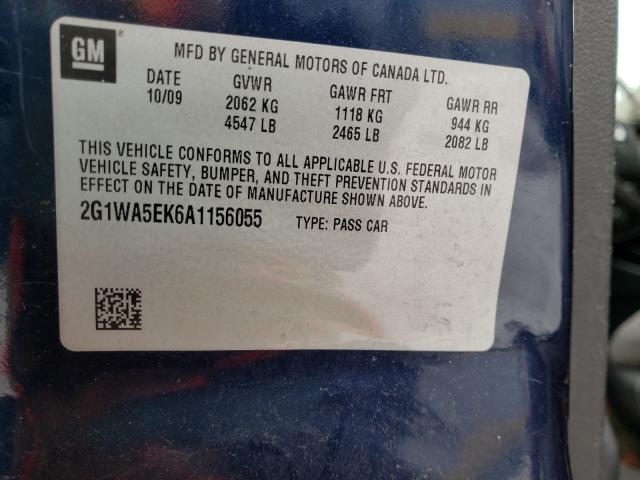 GM
MFD BY GENERAL MOTORS OF CANADA LTD.
DATE GVWR GAWR FRT GAWR RR
10/09 2062 KG 1118 KG 944 KG
4547 LB 2465 LB 2082 LB
THIS VEHICLE CONFORMS TO ALL APPLICABLE U.S. FEDERAL MOTOR
VEHICLE SAFETY, BUMPER, AND THEFT PREVENTION STANDARDS IN
EFFECT ON THE DATE OF MANUFACTURE SHOWN ABOVE.
2G1WA5EK6A1156055 TYPE: PASS CAR